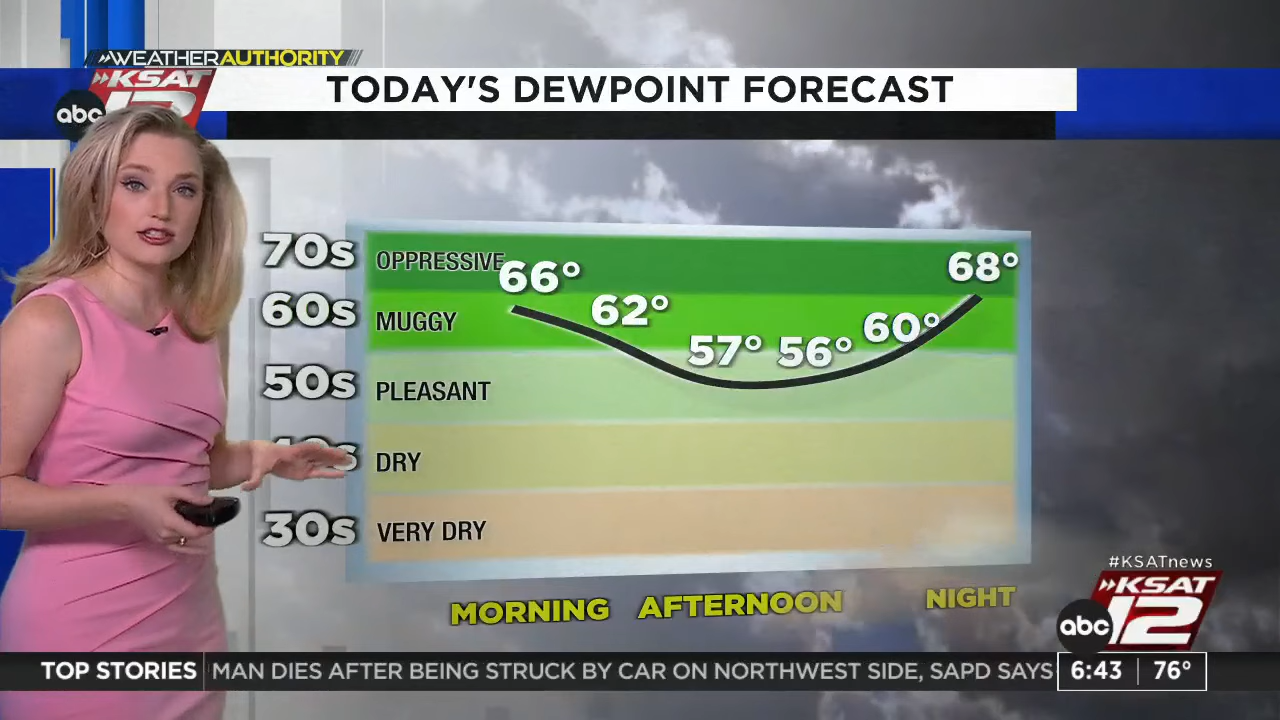 WEATHERAUTHORITY
KSAT
abc 12
TODAY'S DEWPOINT FORECAST
70s OPPRESSIVE
66° 62° 57° 56° 60° 68°
60s MUGGY
50s PLEASANT
DRY
30s VERY DRY
MORNING AFTERNOON NIGHT
#KSATnews
KSAT
abc 12
TOP STORIES MAN DIES AFTER BEING STRUCK BY CAR ON NORTHWEST SIDE, SAPD SAYS 6:43 76°